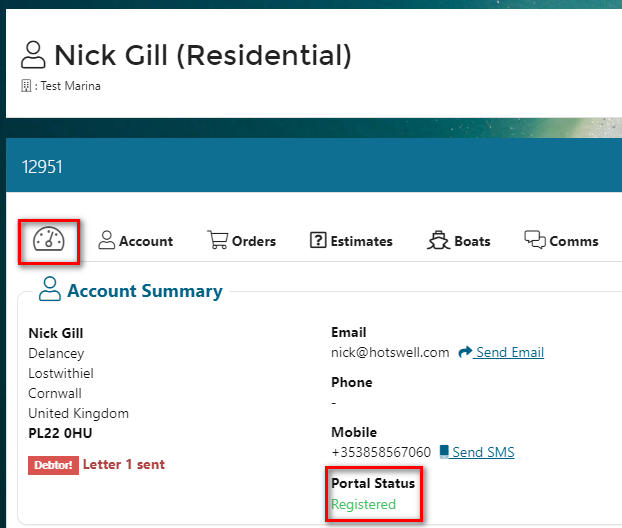 Nick Gill (Residential)
: Test Marina
12951
Account Orders Estimates Boats Comms
Account Summary
Nick Gill
Delancey
Lostwithiel
Cornwall
United Kingdom
PL22 0HU
Debtor! Letter 1 sent
Email
nick@hotswell.com Send Email
Phone
-
Mobile
+353858567060 Send SMS
Portal Status
Registered